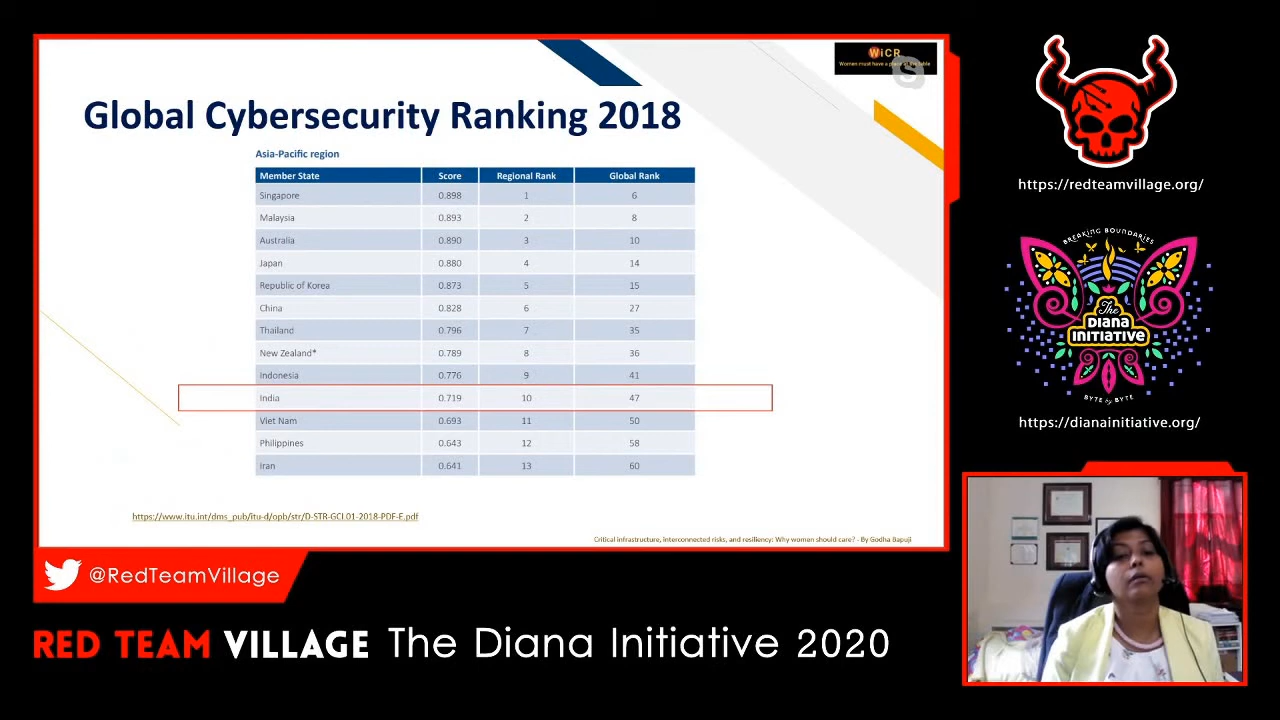 WiCR
Women must have a place at the table
Global Cybersecurity Ranking 2018
Asia-Pacific region
Member State Score Regional Rank Global Rank
Singapore 0.898 1 6
Malaysia 0.893 2 8
Australia 0.890 3 10
Japan 0.880 4 14
Republic of Korea 0.873 5 15
China 0.828 6 27
Thailand 0.796 7 35
New Zealand* 0.789 8 36
Indonesia 0.776 9 41
India 0.719 10 47
Viet Nam 0.693 11 50
Philippines 0.643 12 58
Iran 0.641 13 60
https://www.itu.int/dms_pub/itu-d/opb/str/D-STR-GCI.01-2018-PDF-E.pdf
Critical infrastructure, interconnected risks, and resiliency: Why women should care? - By Godha Bapuji
https://redteamvillage.org/
BREAKING BOUNDARIES
The
DIANA
INITIATIVE
BYTE by BYTE
https://dianainitiative.org/
@RedTeamVillage
RED TEAM VILLAGE The Diana Initiative 2020